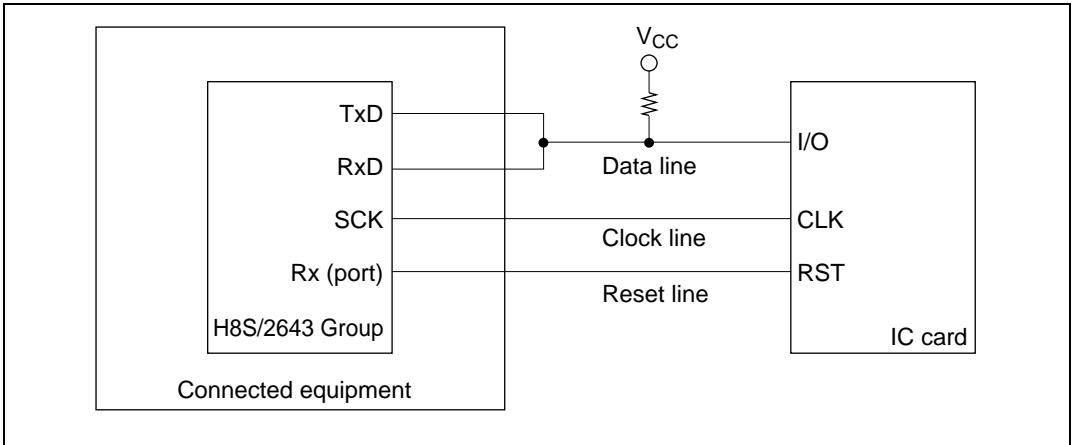 VCC
TxD
RxD
SCK
Rx (port)
H8S/2643 Group
Connected equipment
Data line
Clock line
Reset line
I/O
CLK
RST
IC card